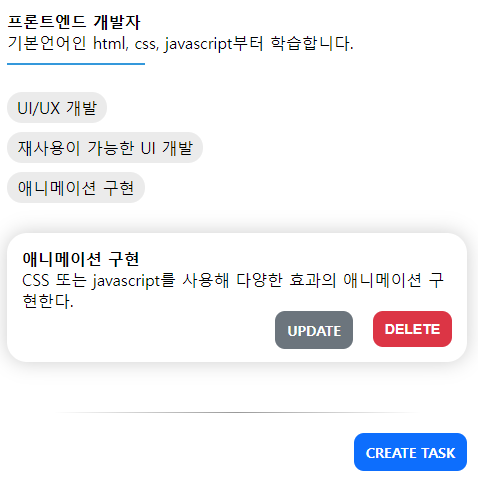 프론트엔드 개발자
기본언어인 html, css, javascript부터 학습합니다.
UI/UX 개발
재사용이 가능한 UI 개발
애니메이션 구현
애니메이션 구현
CSS 또는 javascript를 사용해 다양한 효과의 애니메이션 구
현한다.
UPDATE DELETE
CREATE TASK